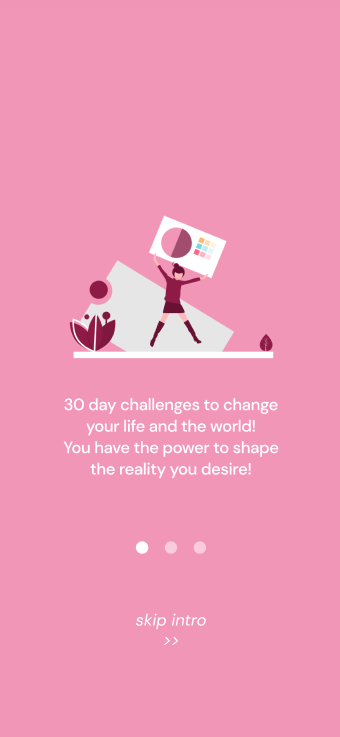 30 day challenges to change
your life and the world!
You have the power to shape
the reality you desire!
skip intro
>>